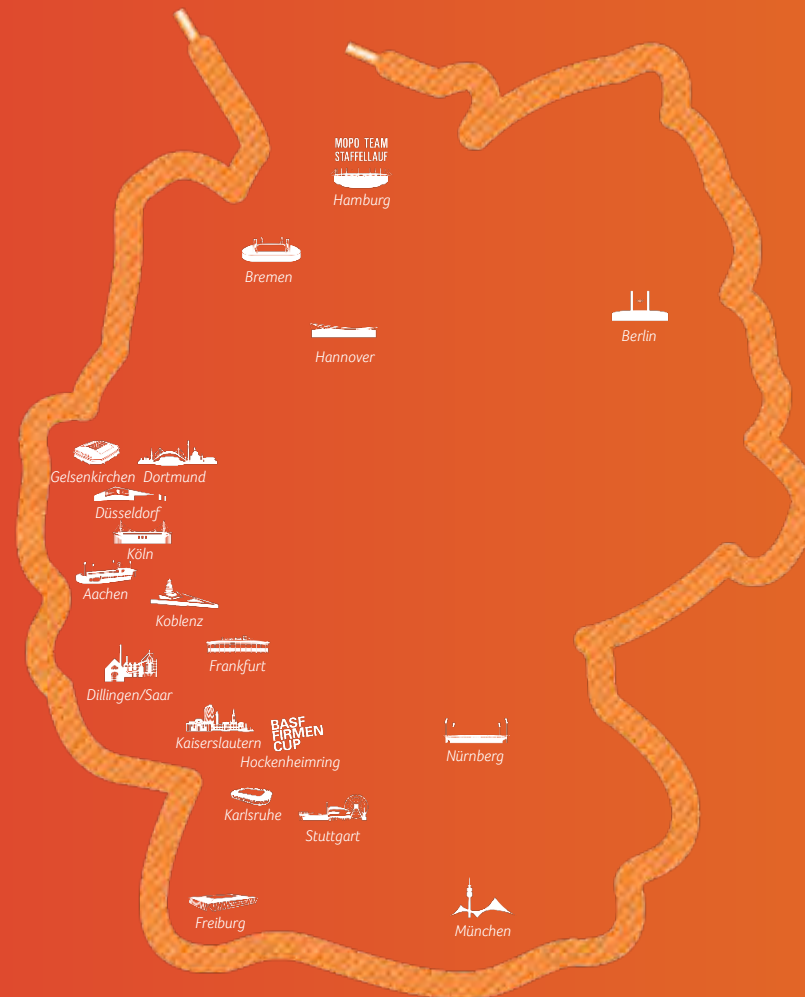 MOPO TEAM
STAFFELLAUF
Hamburg
Bremen
Berlin
Hannover
Gelsenkirchen
Dortmund
Düsseldorf
Köln
Aachen
Koblenz
Frankfurt
Dillingen/Saar
Kaiserslautern
BASF
FIRMEN
CUP
Hockenheimring
Nürnberg
Karlsruhe
Stuttgart
Freiburg
München